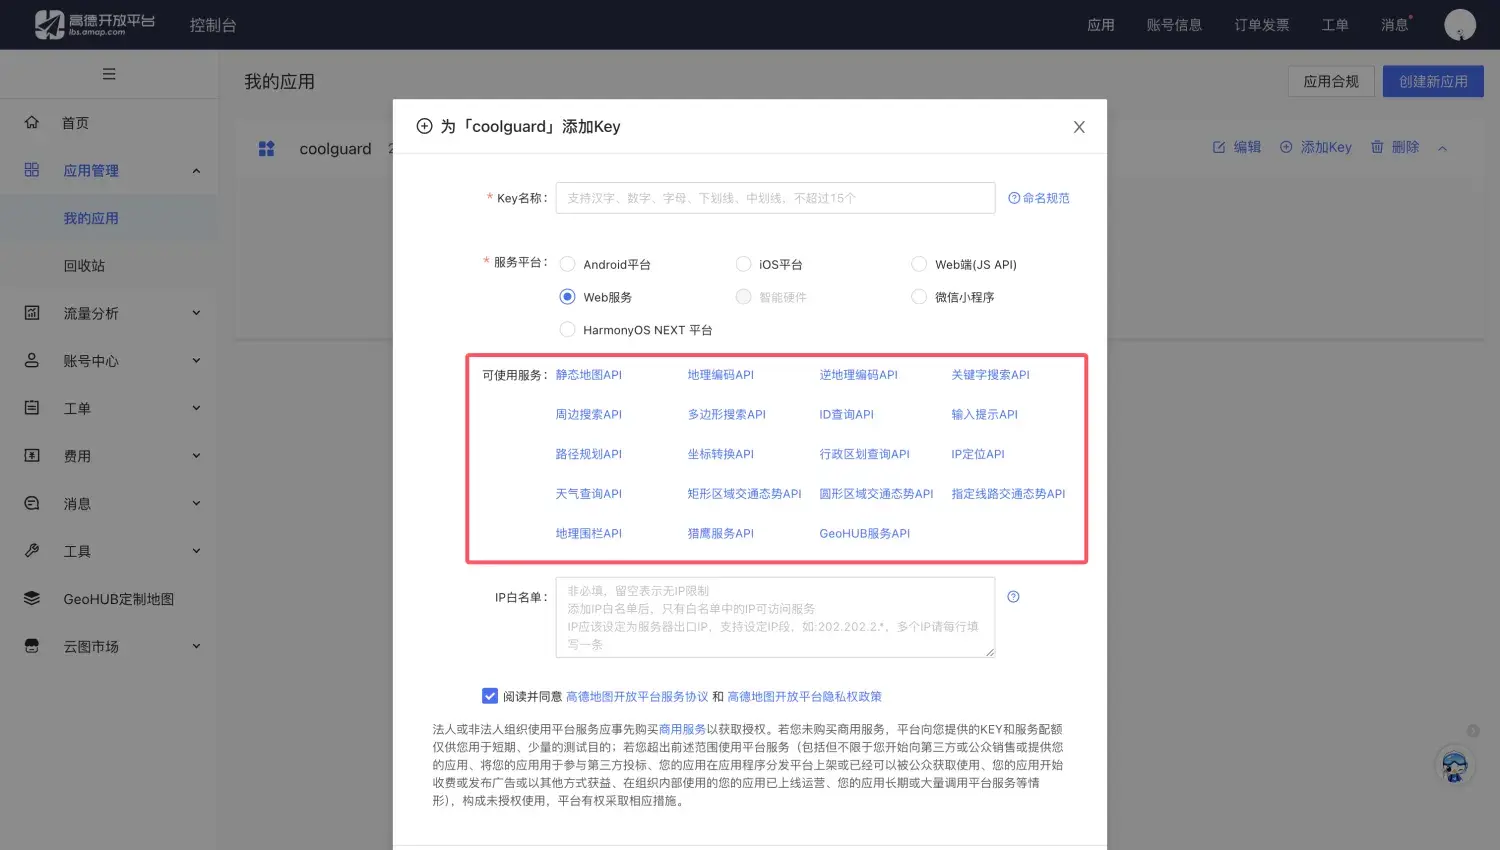 高德开放平台
lbs.amap.com
控制台
应用
账号信息
订单发票
工单
消息
首页
应用管理
我的应用
回收站
流量分析
账号中心
工单
费用
消息
工具
GeoHUB定制地图
云图市场
我的应用
应用合规
创建新应用
coolguard 2
编辑
添加Key
删除
为「coolguard」添加Key
* Key名称：
支持汉字、数字、字母、下划线、中划线，不超过15个
命名规范
* 服务平台：
Android平台
iOS平台
Web端(JS API)
Web服务
智能硬件
微信小程序
HarmonyOS NEXT 平台
可使用服务： 静态地图API 地理编码API 逆地理编码API 关键字搜索API
周边搜索API 多边形搜索API ID查询API 输入提示API
路径规划API 坐标转换API 行政区划查询API IP定位API
天气查询API 矩形区域交通态势API 圆形区域交通态势API 指定线路交通态势API
地理围栏API 猎鹰服务API GeoHUB服务API
IP白名单：
非必填，留空表示无IP限制
添加IP白名单后，只有白名单中的IP可访问服务
IP应该设定为服务器出口IP，支持设定IP段，如:202.202.2.*，多个IP请每行填
写一条
阅读并同意 高德地图开放平台服务协议 和 高德地图开放平台隐私权政策
法人或非法人组织使用平台服务应事先购买商用服务以获取授权。若您未购买商用服务，平台向您提供的KEY和服务配额
仅供您用于短期、少量的测试目的；若您超出前述范围使用平台服务（包括但不限于您开始向第三方或公众销售或提供您
的应用、将您的应用用于参与第三方投标、您的应用在应用程序分发平台上架或已经可以被公众获取使用、您的应用开始
收费或发布广告或以其他方式获益、在组织内部使用的您的应用已上线运营、您的应用长期或大量调用平台服务等情
形），构成未授权使用，平台有权采取相应措施。